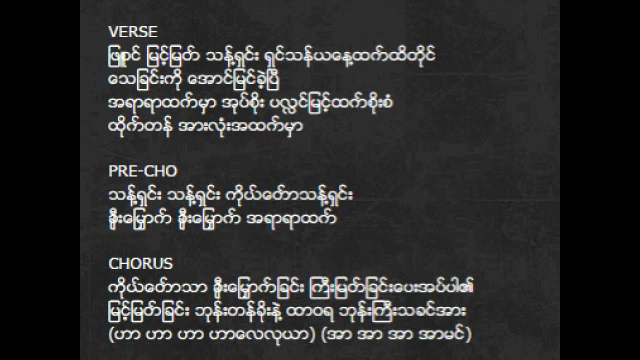 VERSE
ဖြူစင် မြင့်မြတ် သန့်ရှင်း ရှင်သန်ယနေ့ထက်ထိတိုင်
သေခြင်းကို အောင်မြင်ခဲ့ပြီ
အရာရာထက်မှာ အုပ်စိုး ပလ္လင်မြင့်ထက်စိုးစံ
ထိုက်တန် အားလုံးအထက်မှာ
PRE-CHO
သန့်ရှင်း သန့်ရှင်း ကိုယ်တော်သန့်ရှင်း
ချီးမြှောက် ချီးမြှောက် အရာရာထက်
CHORUS
ကိုယ်တော်သာ ချီးမြှောက်ခြင်း ကြီးမြတ်ခြင်းပေးအပ်ပါ၏
မြင့်မြတ်ခြင်း ဘုန်းတန်ခိုးနဲ့ ထာဝရ ဘုန်းကြီးသခင်အား
(ဟာ ဟာ ဟာ ဟာလေလုယာ) (အာ အာ အာ အာမင်)